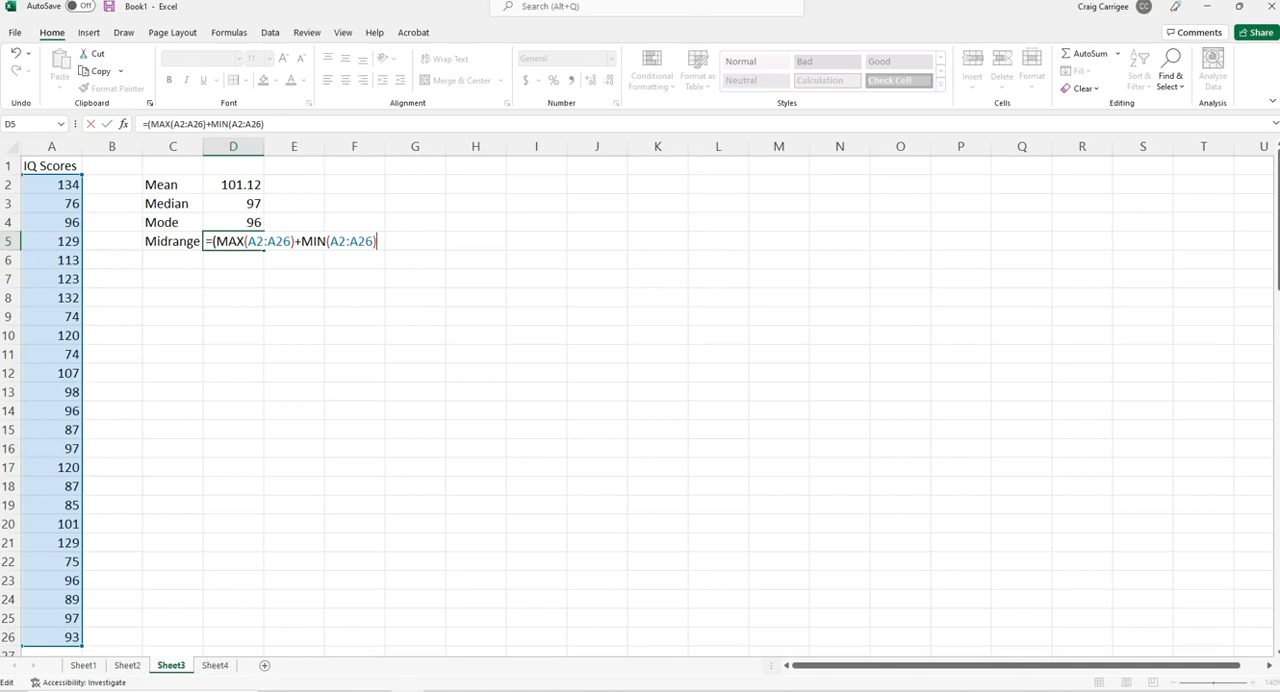 AutoSave Off Book1 - Excel Search (Alt+Q) Craig Carrigee CC
File Home Insert Draw Page Layout Formulas Data Review View Help Acrobat Comments Share
Cut
Copy
Format Painter
Paste
Undo Clipboard
11 A A
B I U A
Font
Wrap Text
Merge & Center
Alignment
General
$ % ,
Number
Conditional Formatting
Format as Table
Normal Bad Good
Neutral Calculation Check Cell
Styles
Insert Delete Format
Cells
AutoSum
Fill
Clear
Sort & Filter
Find & Select
Editing
Analyze Data
Analysis
D5 fx =(MAX(A2:A26)+MIN(A2:A26)
A B C D E F G H I J K L M N O P Q R S T U
1 IQ Scores
2 134 Mean 101.12
3 76 Median 97
4 96 Mode 96
5 129 Midrange =(MAX(A2:A26)+MIN(A2:A26)
6 113
7 123
8 132
9 74
10 120
11 74
12 107
13 98
14 96
15 87
16 97
17 120
18 87
19 85
20 101
21 129
22 75
23 96
24 89
25 97
26 93
27
Sheet1 Sheet2 Sheet3 Sheet4
Edit Accessibility: Investigate 140%